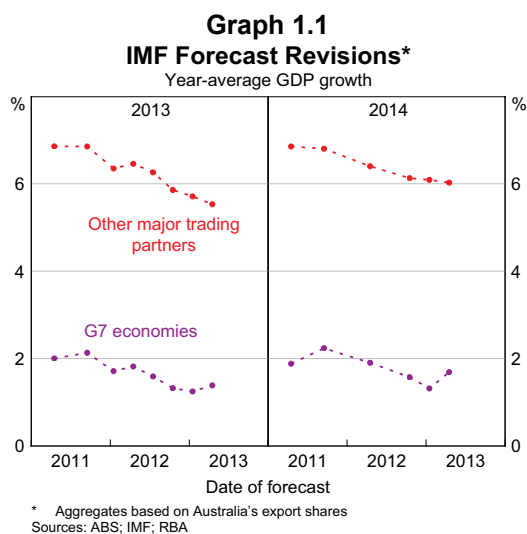 Graph 1.1
IMF Forecast Revisions*
Year-average GDP growth
% 2013 2014 %
6 6
Other major trading
partners
4 4
G7 economies
2 2
0 0
2011 2012 2013 2011 2012 2013
Date of forecast
* Aggregates based on Australia’s export shares
Sources: ABS; IMF; RBA